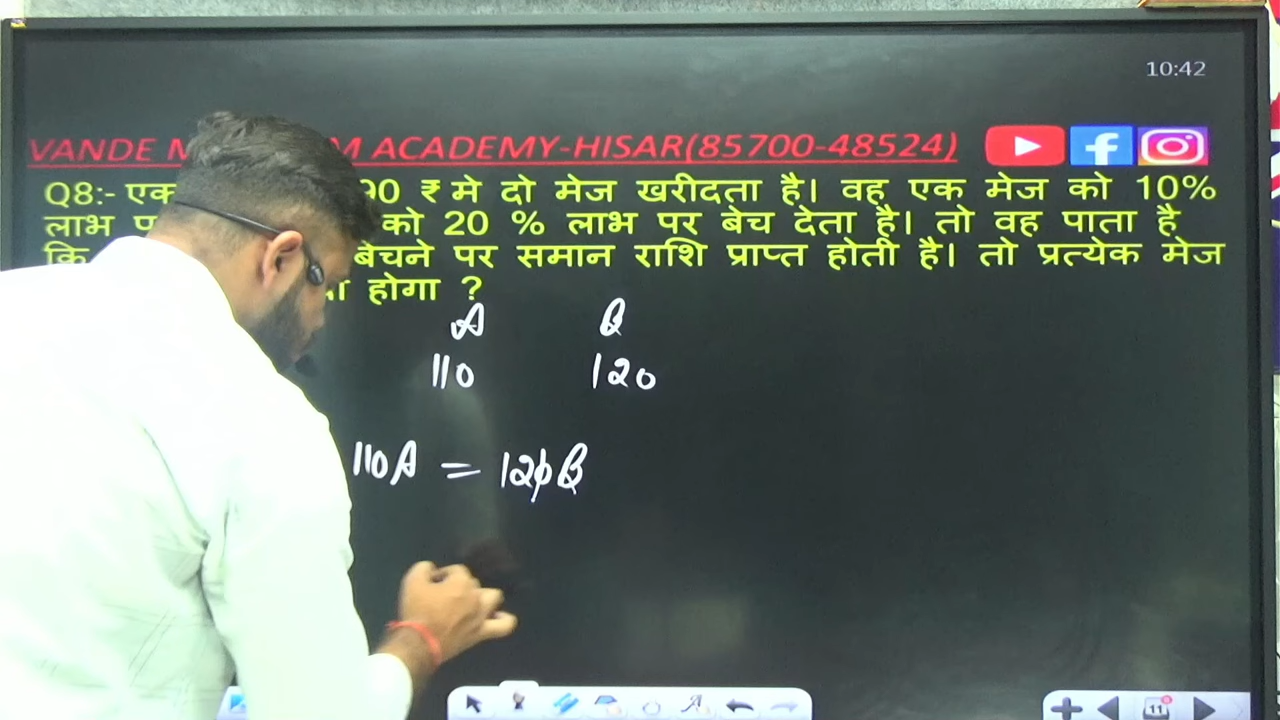 10:42
VANDE M M ACADEMY-HISAR(85700-48524)
Q8:- एक 90 ₹ मे दो मेज खरीदता है। वह एक मेज को 10%
लाभ प को 20 % लाभ पर बेच देता है। तो वह पाता है
कि बेचने पर समान राशि प्राप्त होती है। तो प्रत्येक मेज
होगा ?
A B
110 120
110A = 120B
11